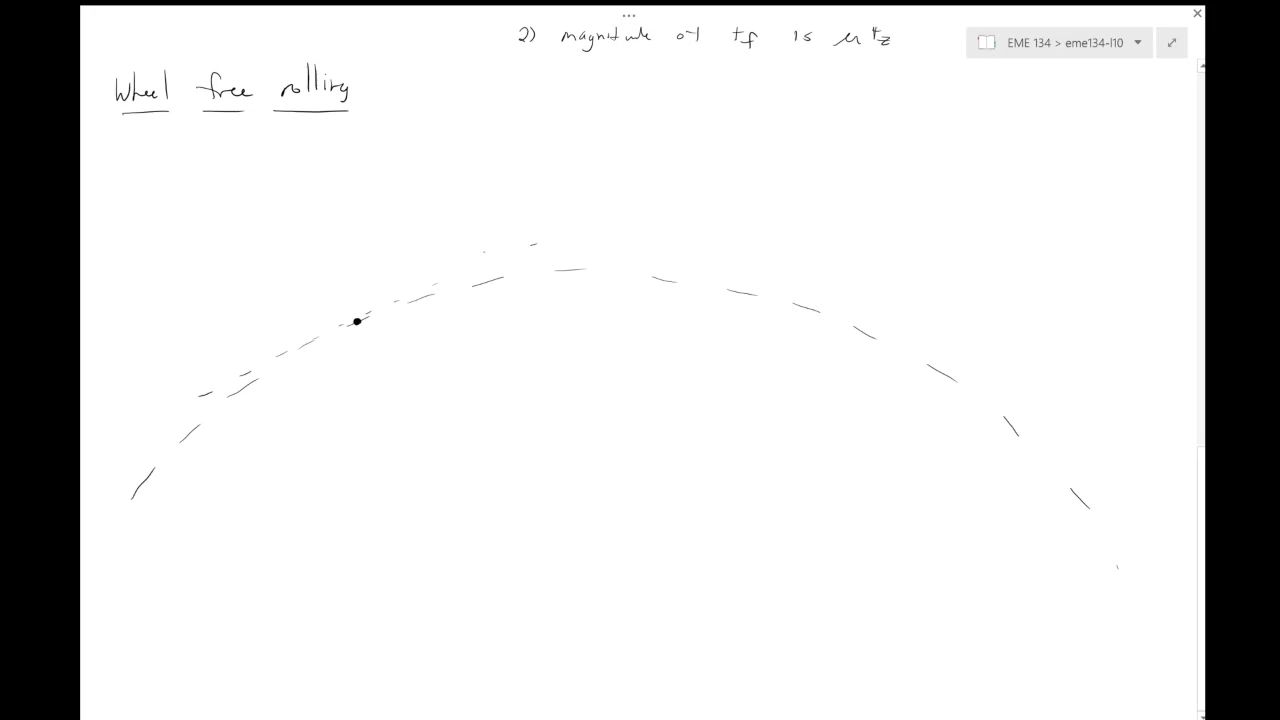 2) magnitude of Ff is μFz
EME 134 > eme134-l10
Wheel free rolling